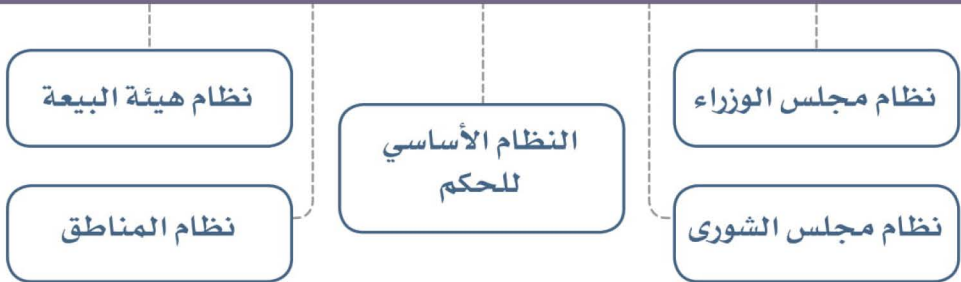 نظام مجلس الوزراء
نظام هيئة البيعة
النظام الأساسي
للحكم
نظام مجلس الشورى
نظام المناطق